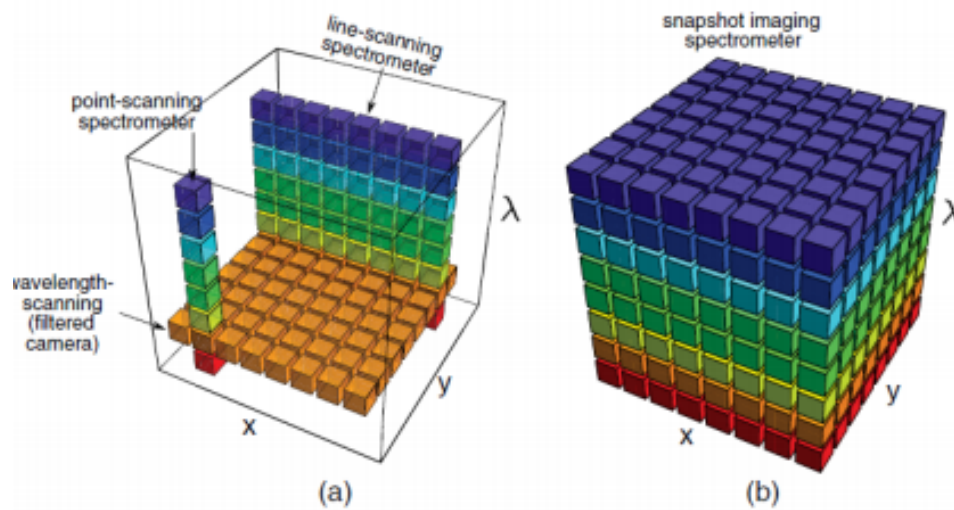 line-scanning
spectrometer
point-scanning
spectrometer
wavelength-
scanning
(filtered
camera)
λ
y
x
(a)
snapshot imaging
spectrometer
λ
y
x
(b)